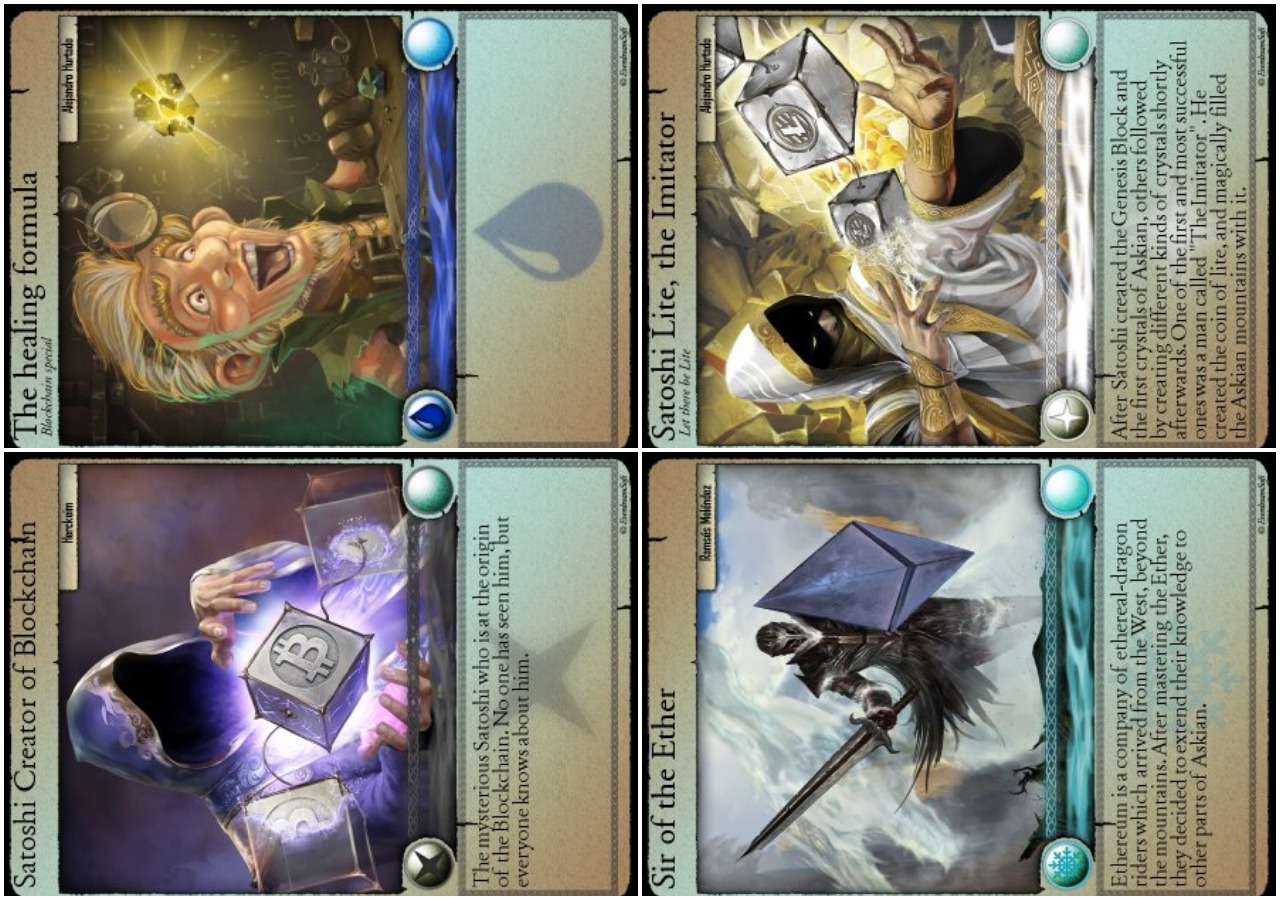 Satoshi Creator of Blockchain
Herckeim
The mysterious Satoshi who is at the origin
of the Blockchain. No one has seen him, but
everyone knows about him.
© EverdreamSoft
The healing formula
Blockchain special
Alejandro Hurtado
© EverdreamSoft
Sir of the Ether
Ramsés Meléndez
Ethereum is a company of ethereal-dragon
riders which arrived from the West, beyond
the mountains. After mastering the Ether,
they decided to extend their knowledge to
other parts of Askian.
© EverdreamSoft
Satoshi Lite, the Imitator
Let there be Lite
Alejandro Hurtado
After Satoshi created the Genesis Block and
the first crystals of Askian, others followed
by creating different kinds of crystals shortly
afterwards. One of the first and most successful
ones was a man called "The Imitator". He
created the coin of lite, and magically filled
the Askian mountains with it.
© EverdreamSoft